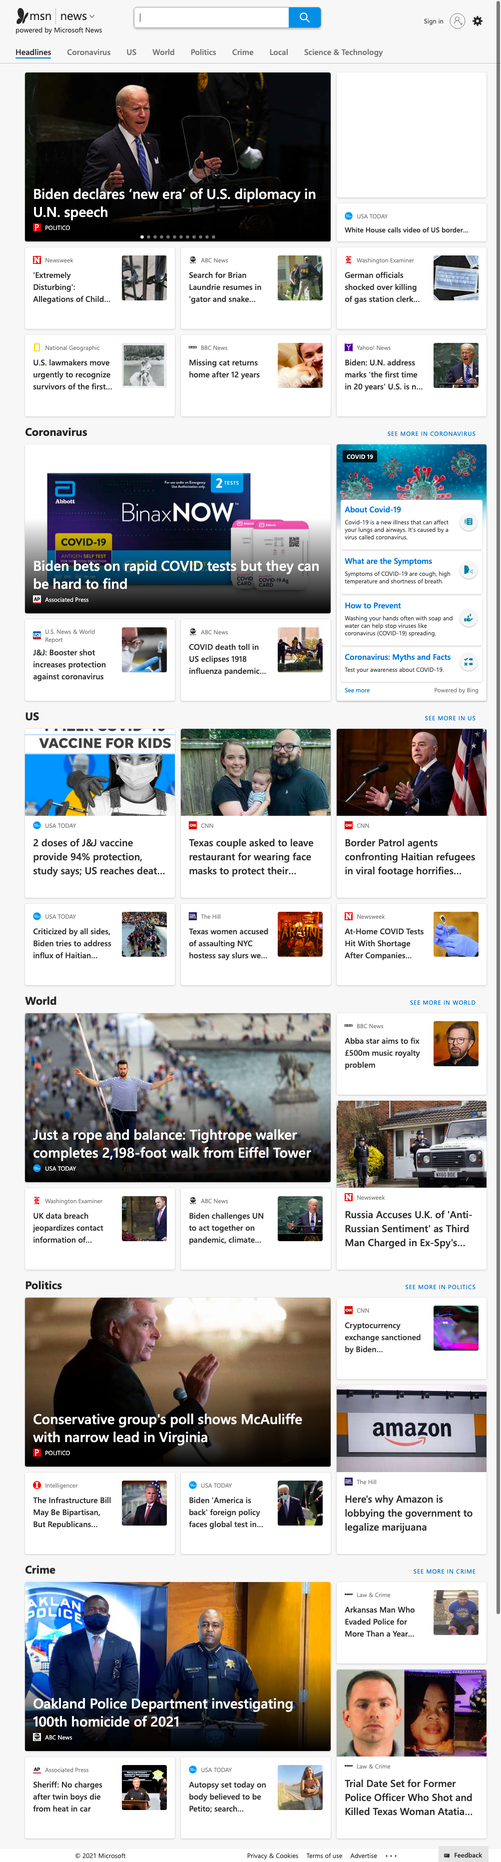 msn | news
powered by Microsoft News
Sign in
Headlines Coronavirus US World Politics Crime Local Science & Technology
Biden declares ‘new era’ of U.S. diplomacy in
U.N. speech
POLITICO
USA TODAY
White House calls video of US border...
Newsweek
'Extremely
Disturbing':
Allegations of Child...
ABC News
Search for Brian
Laundrie resumes in
'gator and snake...
Washington Examiner
German officials
shocked over killing
of gas station clerk...
National Geographic
U.S. lawmakers move
urgently to recognize
survivors of the first...
BBC News
Missing cat returns
home after 12 years
Yahoo! News
Biden: U.N. address
marks 'the first time
in 20 years' U.S. is n...
Coronavirus
SEE MORE IN CORONAVIRUS
Abbott
2 TESTS
BinaxNOW
COVID-19
ANTIGEN SELF TEST
Biden bets on rapid COVID tests but they can
be hard to find
Associated Press
COVID 19
About Covid-19
Covid-19 is a new illness that can affect
your lungs and airways. It's caused by a
virus called coronavirus.
What are the Symptoms
Symptoms of COVID-19 are cough, high
temperature and shortness of breath.
How to Prevent
Washing your hands often with soap and
water can help stop viruses like
coronavirus (COVID-19) spreading.
Coronavirus: Myths and Facts
Test your awareness about COVID-19.
See more
Powered by Bing
U.S. News & World
Report
J&J: Booster shot
increases protection
against coronavirus
ABC News
COVID death toll in
US eclipses 1918
influenza pandemic...
US
SEE MORE IN US
VACCINE FOR KIDS
USA TODAY
2 doses of J&J vaccine
provide 94% protection,
study says; US reaches deat...
CNN
Texas couple asked to leave
restaurant for wearing face
masks to protect their...
CNN
Border Patrol agents
confronting Haitian refugees
in viral footage horrifies...
USA TODAY
Criticized by all sides,
Biden tries to address
influx of Haitian...
The Hill
Texas women accused
of assaulting NYC
hostess say slurs we...
Newsweek
At-Home COVID Tests
Hit With Shortage
After Companies...
World
SEE MORE IN WORLD
Just a rope and balance: Tightrope walker
completes 2,198-foot walk from Eiffel Tower
USA TODAY
BBC News
Abba star aims to fix
£500m music royalty
problem
Newsweek
Russia Accuses U.K. of 'Anti-
Russian Sentiment' as Third
Man Charged in Ex-Spy's...
Washington Examiner
UK data breach
jeopardizes contact
information of...
ABC News
Biden challenges UN
to act together on
pandemic, climate...
Politics
SEE MORE IN POLITICS
Conservative group's poll shows McAuliffe
with narrow lead in Virginia
POLITICO
CNN
Cryptocurrency
exchange sanctioned
by Biden...
amazon
The Hill
Here's why Amazon is
lobbying the government to
legalize marijuana
Intelligencer
The Infrastructure Bill
May Be Bipartisan,
But Republicans...
USA TODAY
Biden 'America is
back' foreign policy
faces global test in...
Crime
SEE MORE IN CRIME
Oakland Police Department investigating
100th homicide of 2021
ABC News
Law & Crime
Arkansas Man Who
Evaded Police for
More Than a Year...
Law & Crime
Trial Date Set for Former
Police Officer Who Shot and
Killed Texas Woman Atatia...
Associated Press
Sheriff: No charges
after twin boys die
from heat in car
USA TODAY
Autopsy set today on
body believed to be
Petito; search...
© 2021 Microsoft
Privacy & Cookies Terms of use Advertise
Feedback